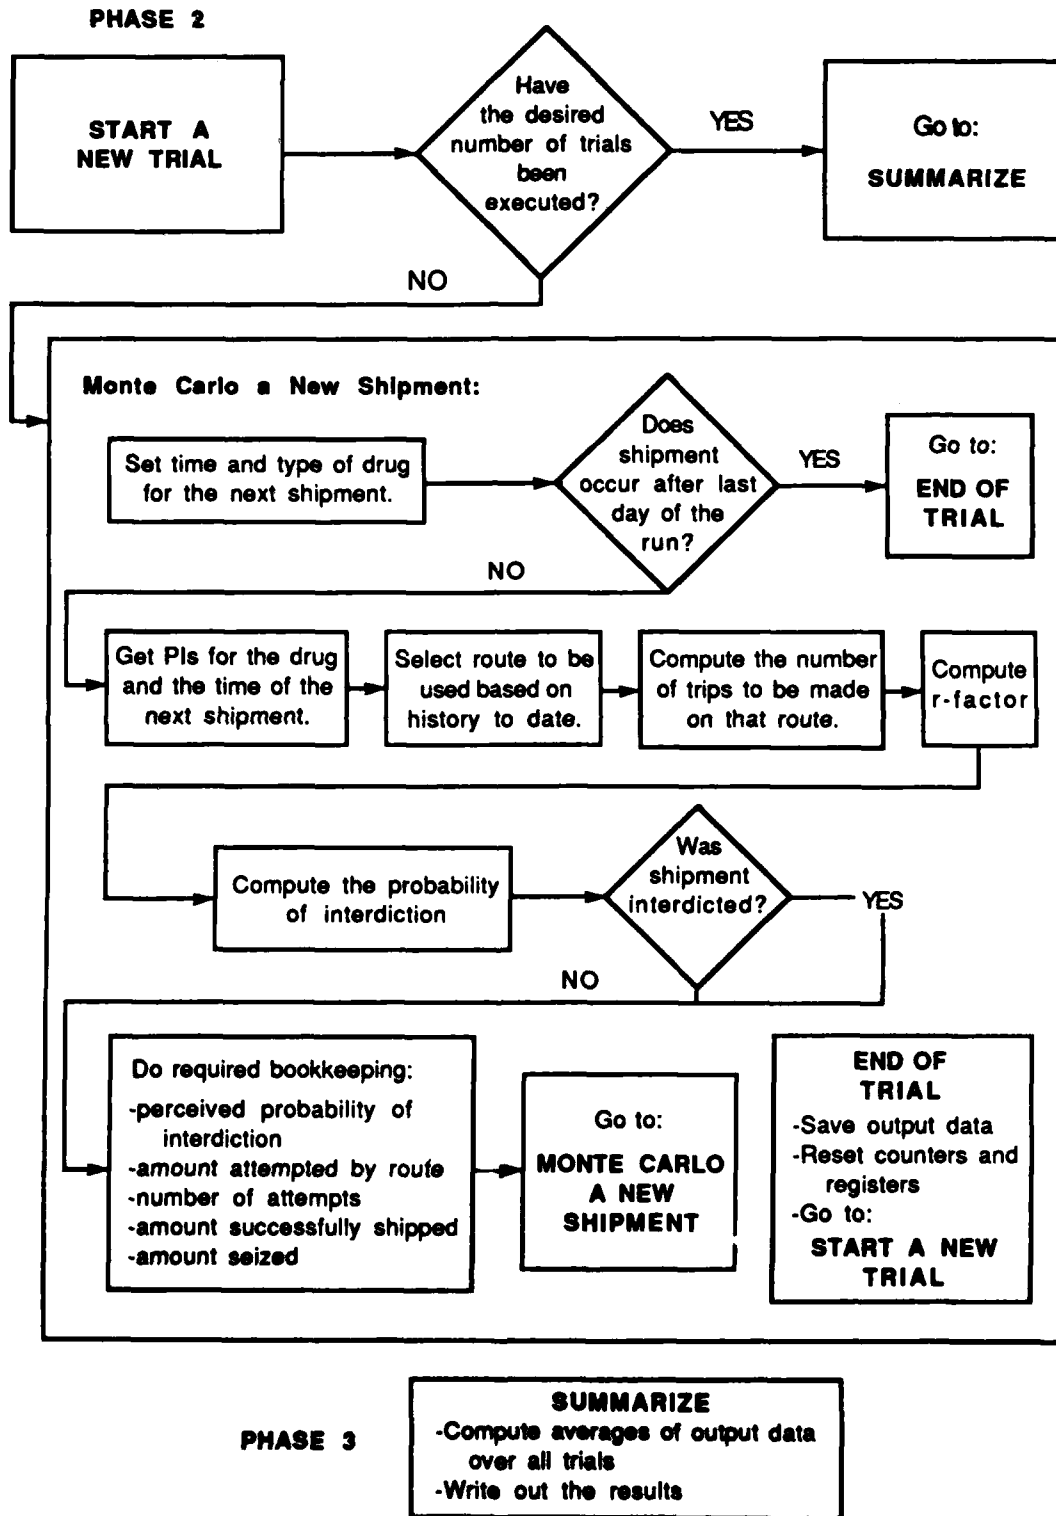 PHASE 2
START A
NEW TRIAL
Have
the desired
number of trials
been
executed?
YES
Go to:
SUMMARIZE
NO
Monte Carlo a New Shipment:
Set time and type of drug
for the next shipment.
Does
shipment
occur after last
day of the
run?
YES
Go to:
END OF
TRIAL
NO
Get PIs for the drug
and the time of the
next shipment.
Select route to be
used based on
history to date.
Compute the number
of trips to be made
on that route.
Compute
r-factor
Compute the probability
of interdiction
Was
shipment
interdicted?
YES
NO
Do required bookkeeping:
-perceived probability of
interdiction
-amount attempted by route
-number of attempts
-amount successfully shipped
-amount seized
Go to:
MONTE CARLO
A NEW
SHIPMENT
END OF
TRIAL
-Save output data
-Reset counters and
registers
-Go to:
START A NEW
TRIAL
PHASE 3
SUMMARIZE
-Compute averages of output data
over all trials
-Write out the results